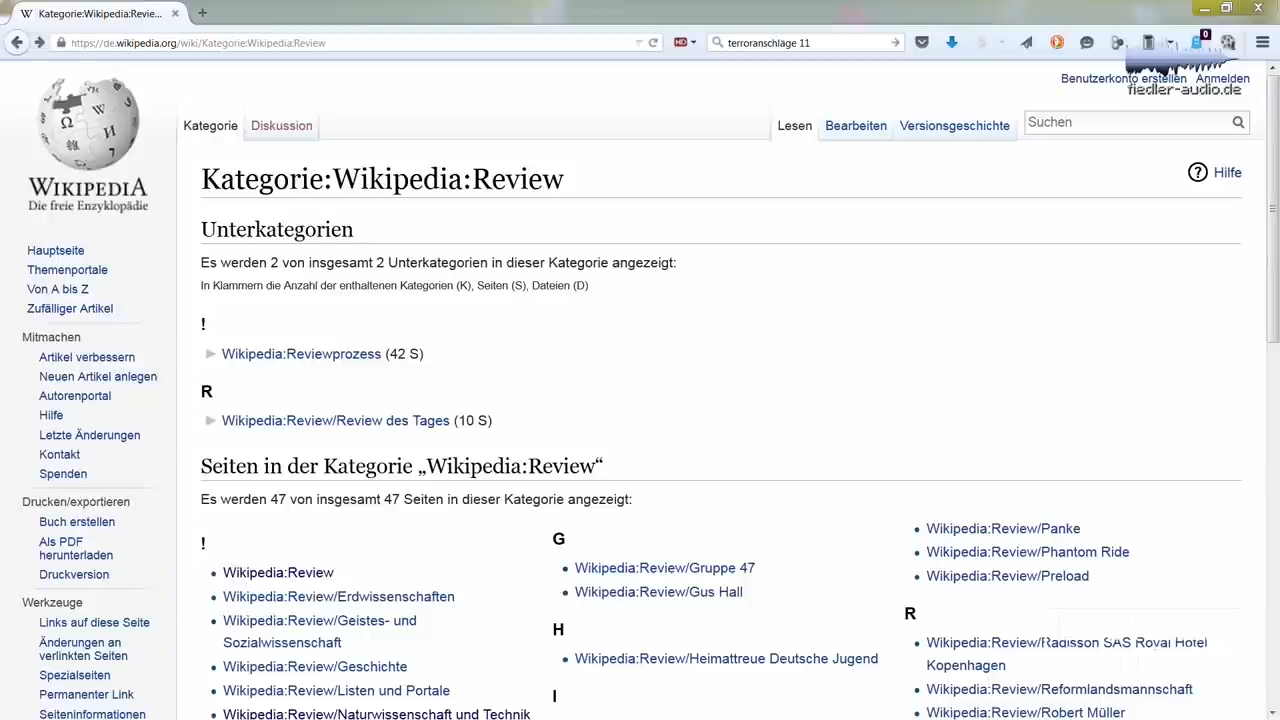 Kategorie:Wikipedia:Revie...
https://de.wikipedia.org/wiki/Kategorie:Wikipedia:Review
terroranschläge 11
0
Benutzerkonto erstellen Anmelden
fiedler-audio.de
Kategorie Diskussion Lesen Bearbeiten Versionsgeschichte Suchen
WIKIPEDIA
Die freie Enzyklopädie
Hauptseite
Themenportale
Von A bis Z
Zufälliger Artikel
Mitmachen
Artikel verbessern
Neuen Artikel anlegen
Autorenportal
Hilfe
Letzte Änderungen
Kontakt
Spenden
Drucken/exportieren
Buch erstellen
Als PDF
herunterladen
Druckversion
Werkzeuge
Links auf diese Seite
Änderungen an
verlinkten Seiten
Spezialseiten
Permanenter Link
Seiteninformationen
Kategorie:Wikipedia:Review
Hilfe
Unterkategorien
Es werden 2 von insgesamt 2 Unterkategorien in dieser Kategorie angezeigt:
In Klammern die Anzahl der enthaltenen Kategorien (K), Seiten (S), Dateien (D)
!
Wikipedia:Reviewprozess (42 S)
R
Wikipedia:Review/Review des Tages (10 S)
Seiten in der Kategorie „Wikipedia:Review“
Es werden 47 von insgesamt 47 Seiten in dieser Kategorie angezeigt:
!
Wikipedia:Review
Wikipedia:Review/Erdwissenschaften
Wikipedia:Review/Geistes- und
Sozialwissenschaft
Wikipedia:Review/Geschichte
Wikipedia:Review/Listen und Portale
Wikipedia:Review/Naturwissenschaft und Technik
G
Wikipedia:Review/Gruppe 47
Wikipedia:Review/Gus Hall
H
Wikipedia:Review/Heimattreue Deutsche Jugend
I
Wikipedia:Review/Panke
Wikipedia:Review/Phantom Ride
Wikipedia:Review/Preload
R
Wikipedia:Review/Radisson SAS Royal Hotel
Kopenhagen
Wikipedia:Review/Reformlandsmannschaft
Wikipedia:Review/Robert Müller